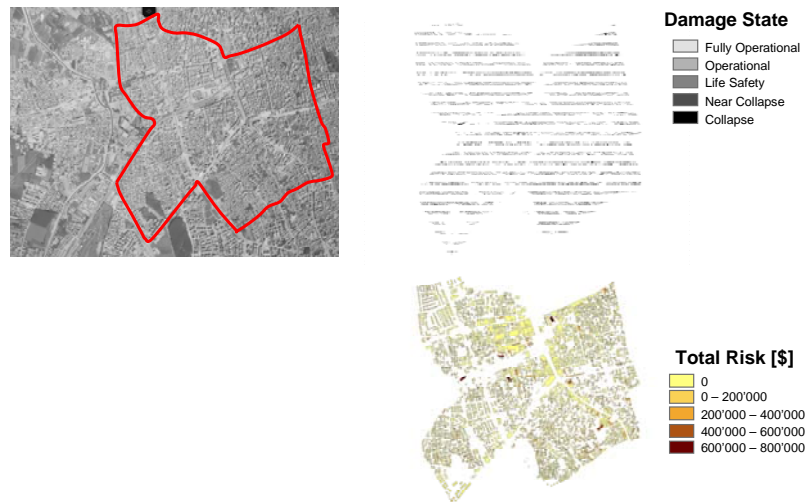 Damage State
Fully Operational
Operational
Life Safety
Near Collapse
Collapse
Total Risk [$]
0
0 – 200'000
200'000 – 400'000
400'000 – 600'000
600'000 – 800'000